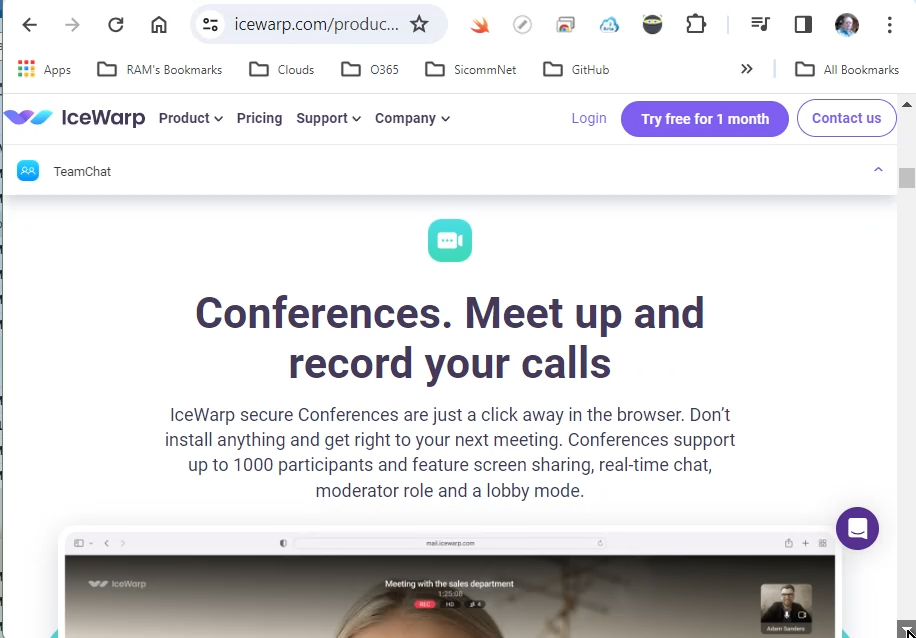 icewarp.com/produc...
Apps
RAM's Bookmarks
Clouds
O365
SicommNet
GitHub
All Bookmarks
IceWarp
Product
Pricing
Support
Company
Login
Try free for 1 month
Contact us
TeamChat
Conferences. Meet up and
record your calls
IceWarp secure Conferences are just a click away in the browser. Don’t
install anything and get right to your next meeting. Conferences support
up to 1000 participants and feature screen sharing, real-time chat,
moderator role and a lobby mode.
mail.icewarp.com
IceWarp
Meeting with the sales department
1:25:08
REC HD 4
Adam Sanders